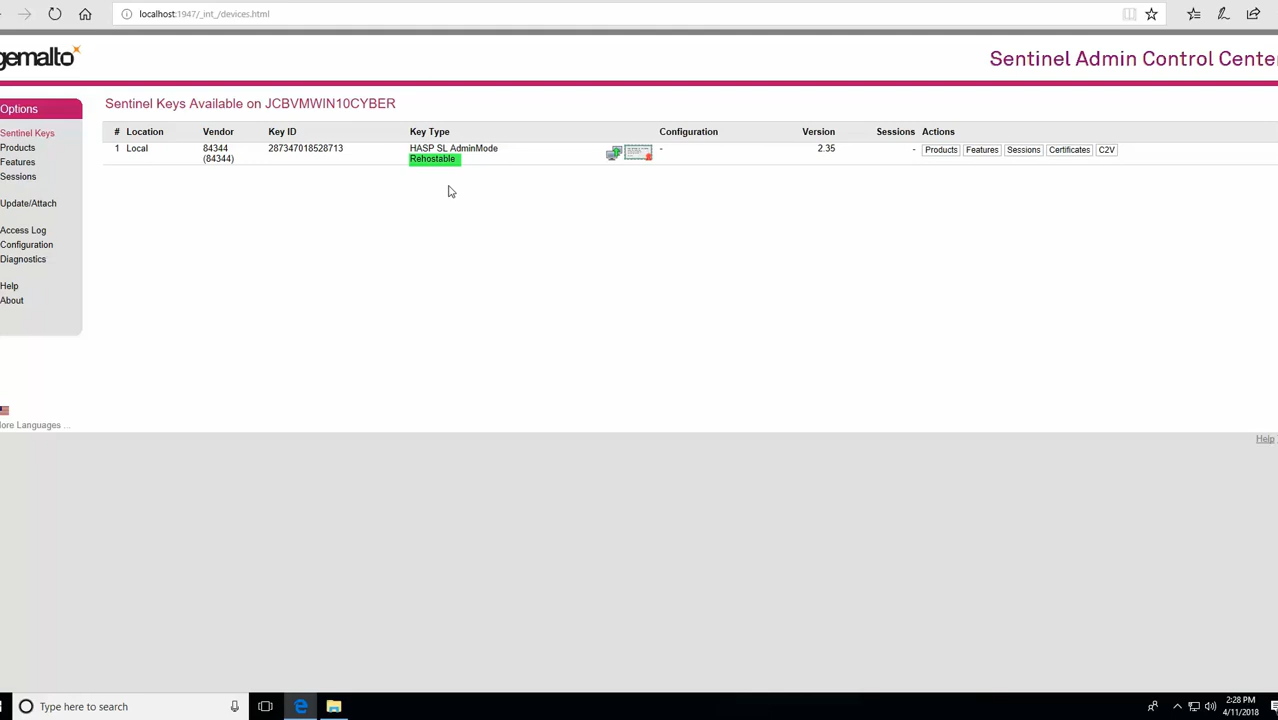 localhost:1947/_int_/devices.html
gemalto
Sentinel Admin Control Cente
Options
Sentinel Keys
Products
Features
Sessions
Update/Attach
Access Log
Configuration
Diagnostics
Help
About
ore Languages ...
Sentinel Keys Available on JCBVMWIN10CYBER
# Location Vendor Key ID Key Type Configuration Version Sessions Actions
1 Local 84344 287347018528713 HASP SL AdminMode - 2.35 - Products Features Sessions Certificates C2V
(84344) Rehostable
Help
Type here to search
2:28 PM
4/11/2018